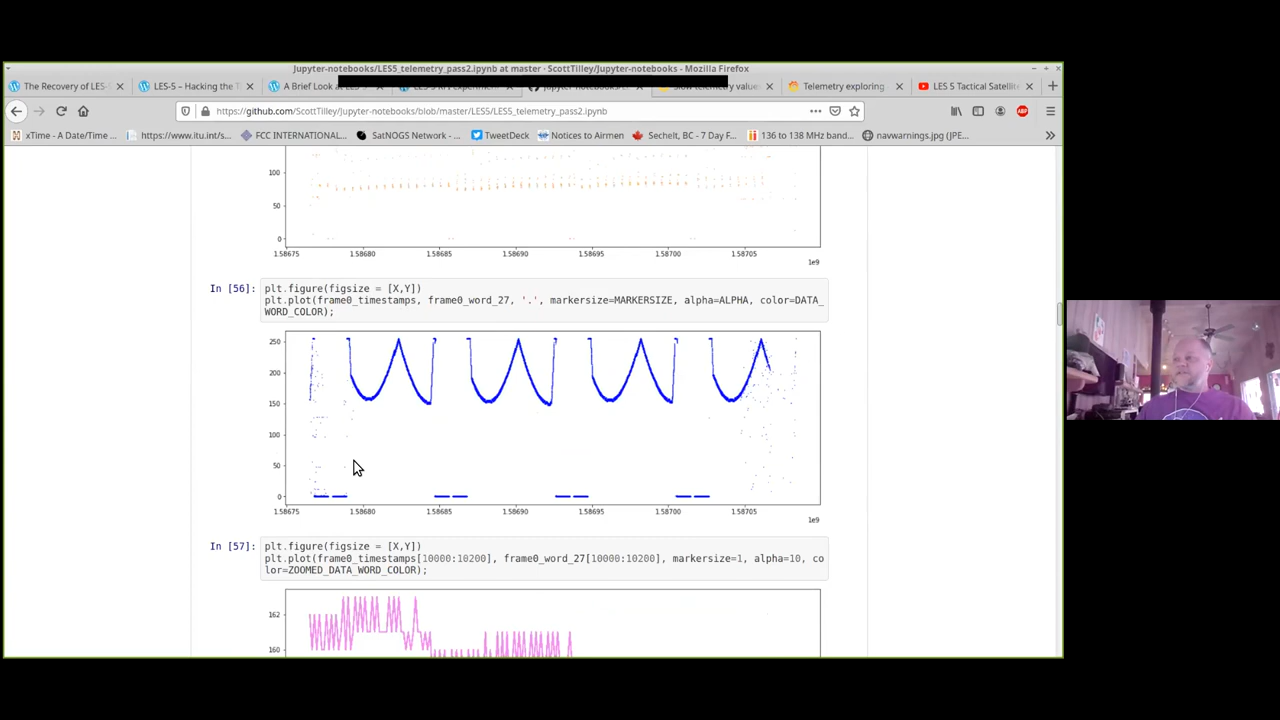 Jupyter-notebooks/LES5_telemetry_pass2.ipynb at master · ScottTilley/Jupyter-notebooks - Mozilla Firefox
The Recovery of LES-
LES-5 – Hacking the T
A Brief Look at LES
Telemetry exploring
LES 5 Tactical Satellite
https://github.com/ScottTilley/Jupyter-notebooks/blob/master/LES5/LES5_telemetry_pass2.ipynb
xTime - A Date/Time ...
https://www.itu.int/s...
FCC INTERNATIONAL...
SatNOGS Network - ...
TweetDeck
Notices to Airmen
Sechelt, BC - 7 Day F...
136 to 138 MHz band...
navwarnings.jpg (JPE...
100
50
0
1.58675 1.58680 1.58685 1.58690 1.58695 1.58700 1.58705
1e9
In [56]:
plt.figure(figsize = [X,Y])
plt.plot(frame0_timestamps, frame0_word_27, '.', markersize=MARKERSIZE, alpha=ALPHA, color=DATA_
WORD_COLOR);
250
200
150
100
50
0
1.58675 1.58680 1.58685 1.58690 1.58695 1.58700 1.58705
1e9
In [57]:
plt.figure(figsize = [X,Y])
plt.plot(frame0_timestamps[10000:10200], frame0_word_27[10000:10200], markersize=1, alpha=10, co
lor=ZOOMED_DATA_WORD_COLOR);
162
160